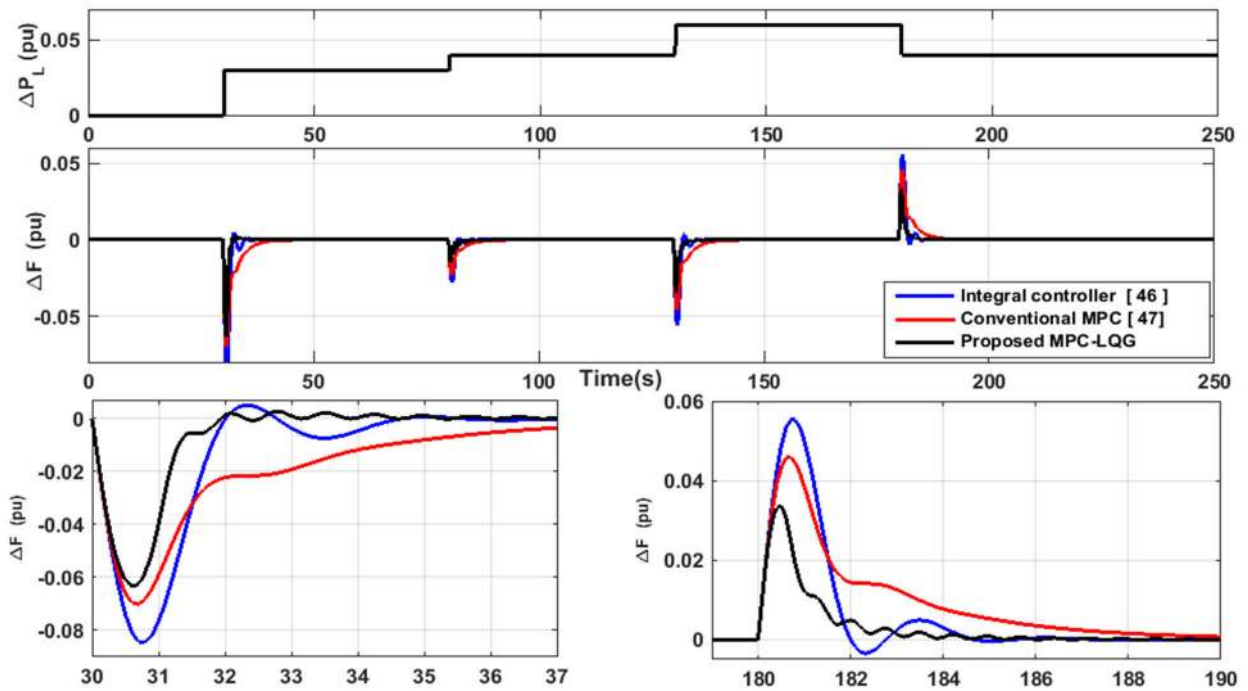 ΔP_L (pu)
0.05
0
0 50 100 150 200 250
ΔF (pu)
0.05
0
-0.05
Integral controller [ 46 ]
Conventional MPC [ 47]
Proposed MPC-LQG
0 50 100 Time(s) 150 200 250
ΔF (pu)
0
-0.02
-0.04
-0.06
-0.08
30 31 32 33 34 35 36 37
ΔF (pu)
0.06
0.04
0.02
0
180 182 184 186 188 190